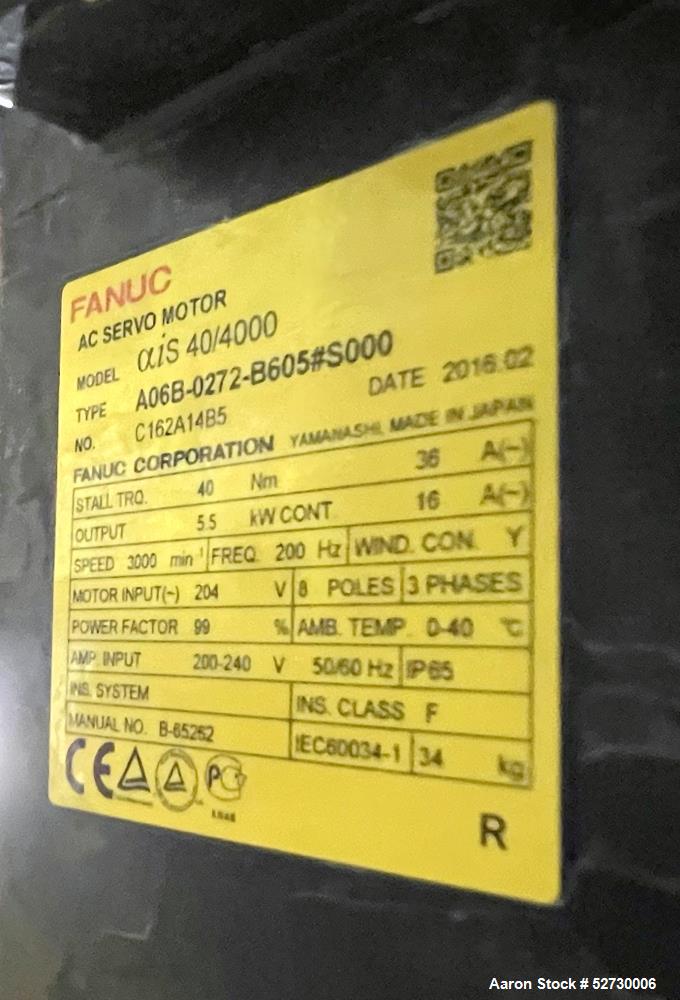 FANUC
AC SERVO MOTOR
MODEL αiS 40/4000
TYPE A06B-0272-B605#S000
NO. C162A14B5 DATE 2016.02
FANUC CORPORATION YAMANASHI, MADE IN JAPAN
STALL TRQ. 40 Nm 36 A(~)
OUTPUT 5.5 kW CONT. 16 A(~)
SPEED 3000 min⁻¹ FREQ. 200 Hz WIND. CON. Y
MOTOR INPUT(~) 204 V 8 POLES 3 PHASES
POWER FACTOR 99 % AMB. TEMP. 0-40 °C
AMP. INPUT 200-240 V 50/60 Hz IP65
INS. SYSTEM INS. CLASS F
MANUAL NO. B-65262 IEC60034-1 34 kg
CE
R
Aaron Stock # 52730006